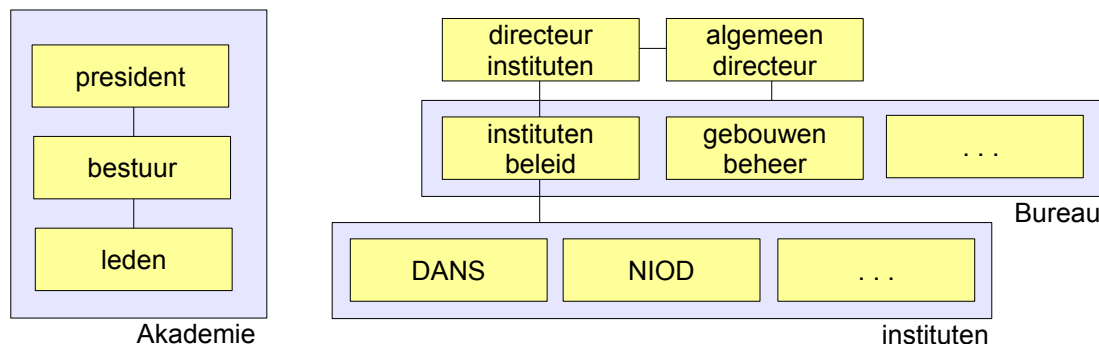 president
bestuur
leden
Akademie
directeur
instituten
algemeen
directeur
instituten
beleid
gebouwen
beheer
. . .
Bureau
DANS
NIOD
. . .
instituten